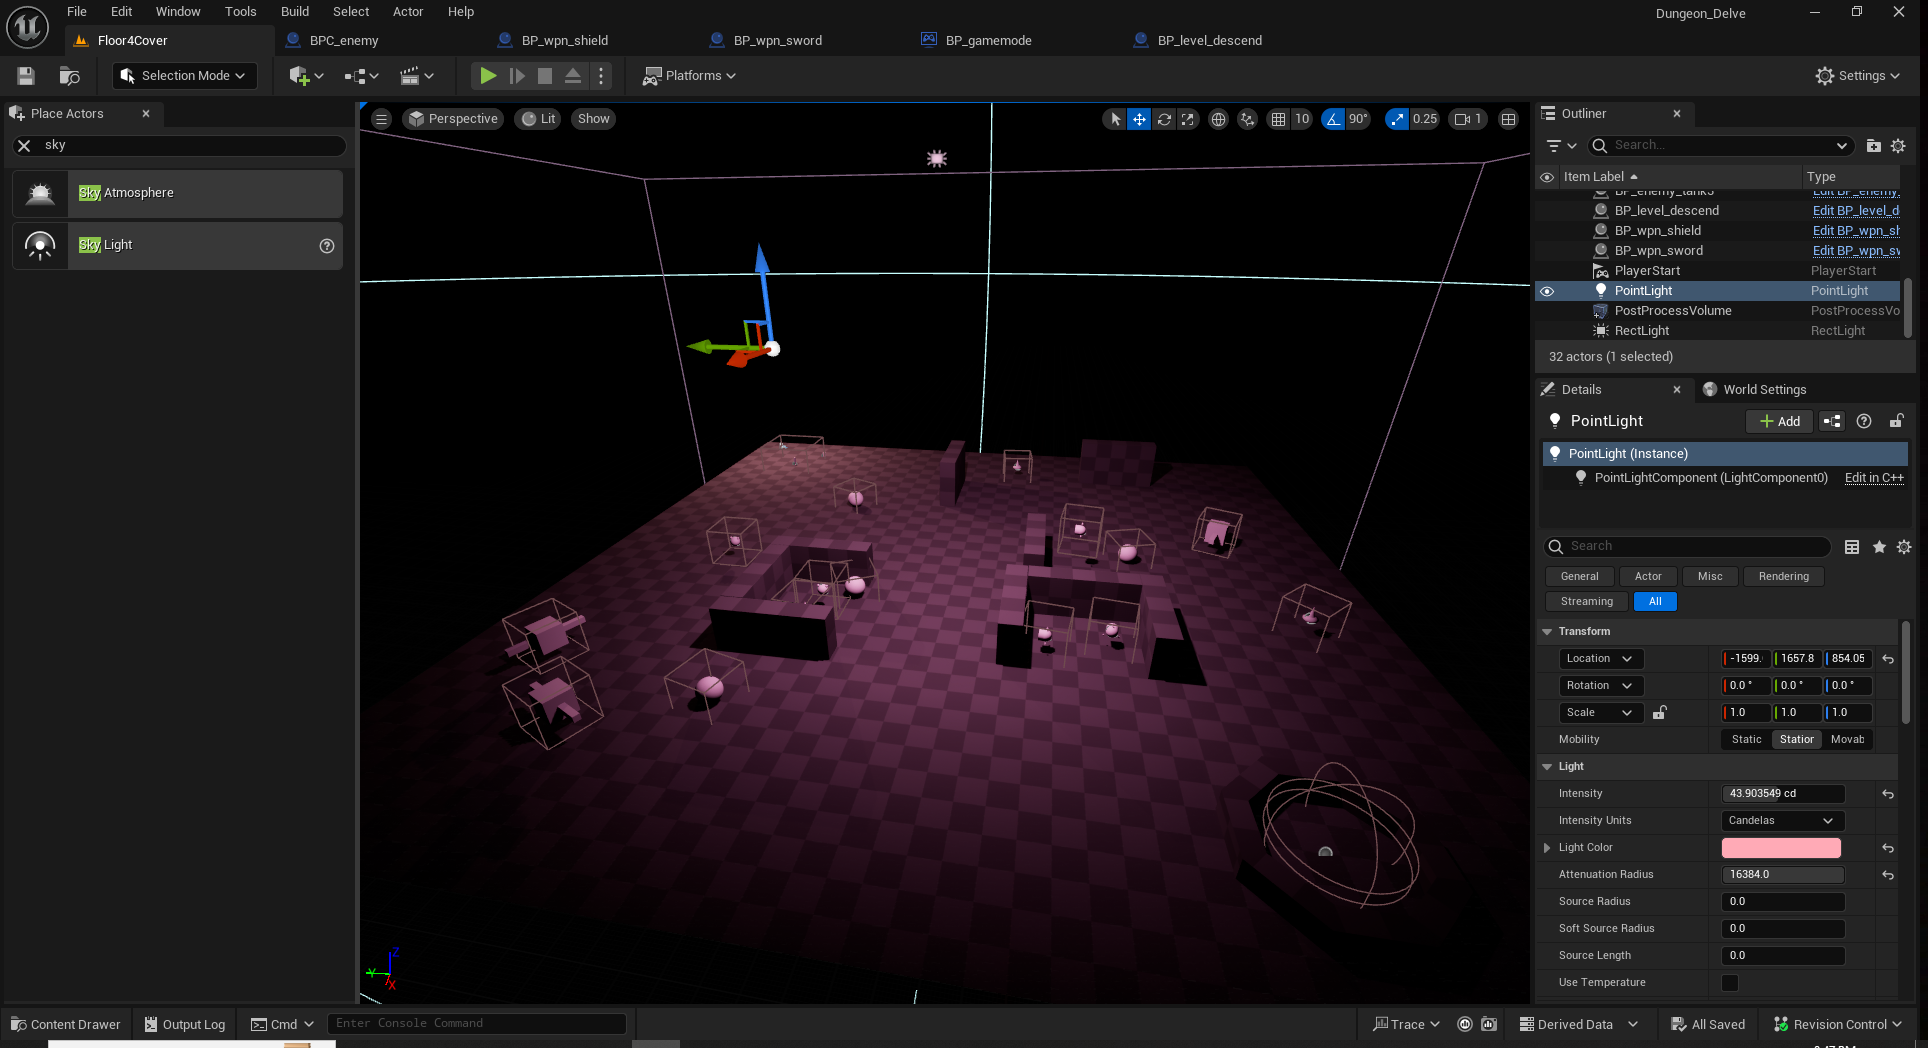 File Edit Window Tools Build Select Actor Help
Dungeon_Delve
Floor4Cover BPC_enemy BP_wpn_shield BP_wpn_sword BP_gamemode BP_level_descend
Selection Mode Platforms Settings
Place Actors
sky
Sky Atmosphere
Sky Light
Perspective Lit Show 10 90° 0.25 1
Z
Y
X
Outliner
Search...
Item Label Type
BP_enemy_tank3 Edit BP_enemy_
BP_level_descend Edit BP_level_d
BP_wpn_shield Edit BP_wpn_sh
BP_wpn_sword Edit BP_wpn_sw
PlayerStart PlayerStart
PointLight PointLight
PostProcessVolume PostProcessVo
RectLight RectLight
32 actors (1 selected)
Details World Settings
PointLight Add
PointLight (Instance)
PointLightComponent (LightComponent0) Edit in C++
Search
General Actor Misc Rendering
Streaming All
Transform
Location -1599. 1657.8 854.05
Rotation 0.0 ° 0.0 ° 0.0 °
Scale 1.0 1.0 1.0
Mobility Static Station Movab
Light
Intensity 43.903549 cd
Intensity Units Candelas
Light Color
Attenuation Radius 16384.0
Source Radius 0.0
Soft Source Radius 0.0
Source Length 0.0
Use Temperature
Content Drawer Output Log Cmd Enter Console Command Trace Derived Data All Saved Revision Control